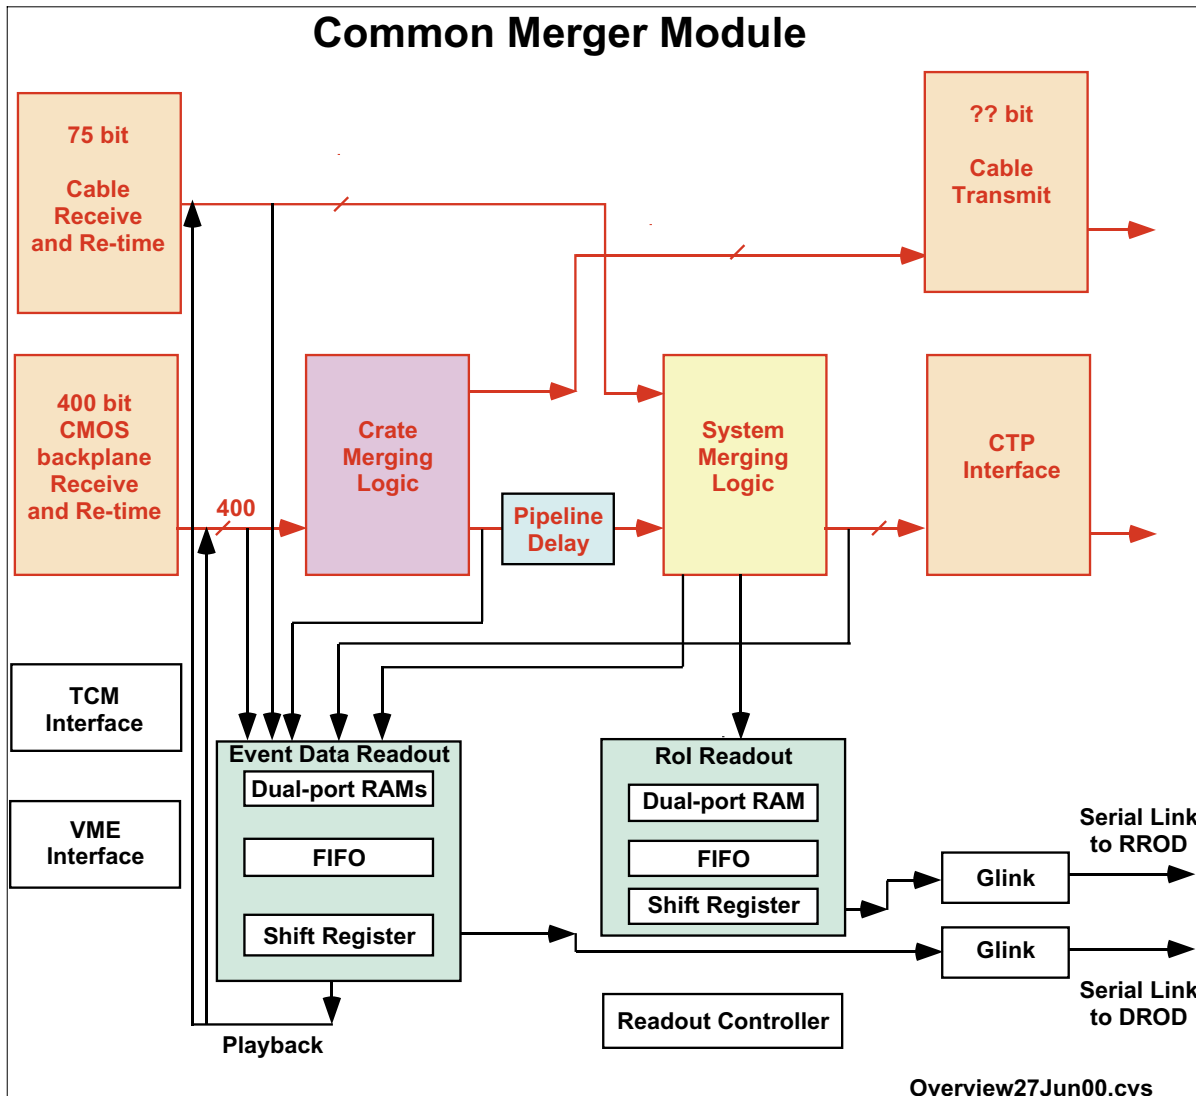 Common Merger Module
75 bit
Cable
Receive
and Re-time
?? bit
Cable
Transmit
400 bit
CMOS
backplane
Receive
and Re-time
400
Crate
Merging
Logic
Pipeline
Delay
System
Merging
Logic
CTP
Interface
TCM
Interface
VME
Interface
Event Data Readout
Dual-port RAMs
FIFO
Shift Register
RoI Readout
Dual-port RAM
FIFO
Shift Register
Serial Link
to RROD
Glink
Glink
Serial Link
to DROD
Readout Controller
Playback
Overview27Jun00.cvs